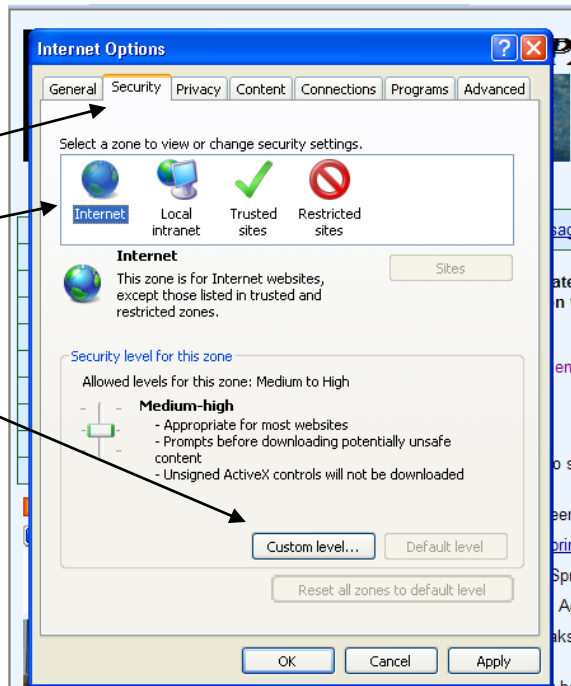 Internet Options
General Security Privacy Content Connections Programs Advanced
Select a zone to view or change security settings.
Internet
Local intranet
Trusted sites
Restricted sites
Internet
This zone is for Internet websites,
except those listed in trusted and
restricted zones.
Sites
Security level for this zone
Allowed levels for this zone: Medium to High
Medium-high
- Appropriate for most websites
- Prompts before downloading potentially unsafe
content
- Unsigned ActiveX controls will not be downloaded
Custom level... Default level
Reset all zones to default level
OK Cancel Apply